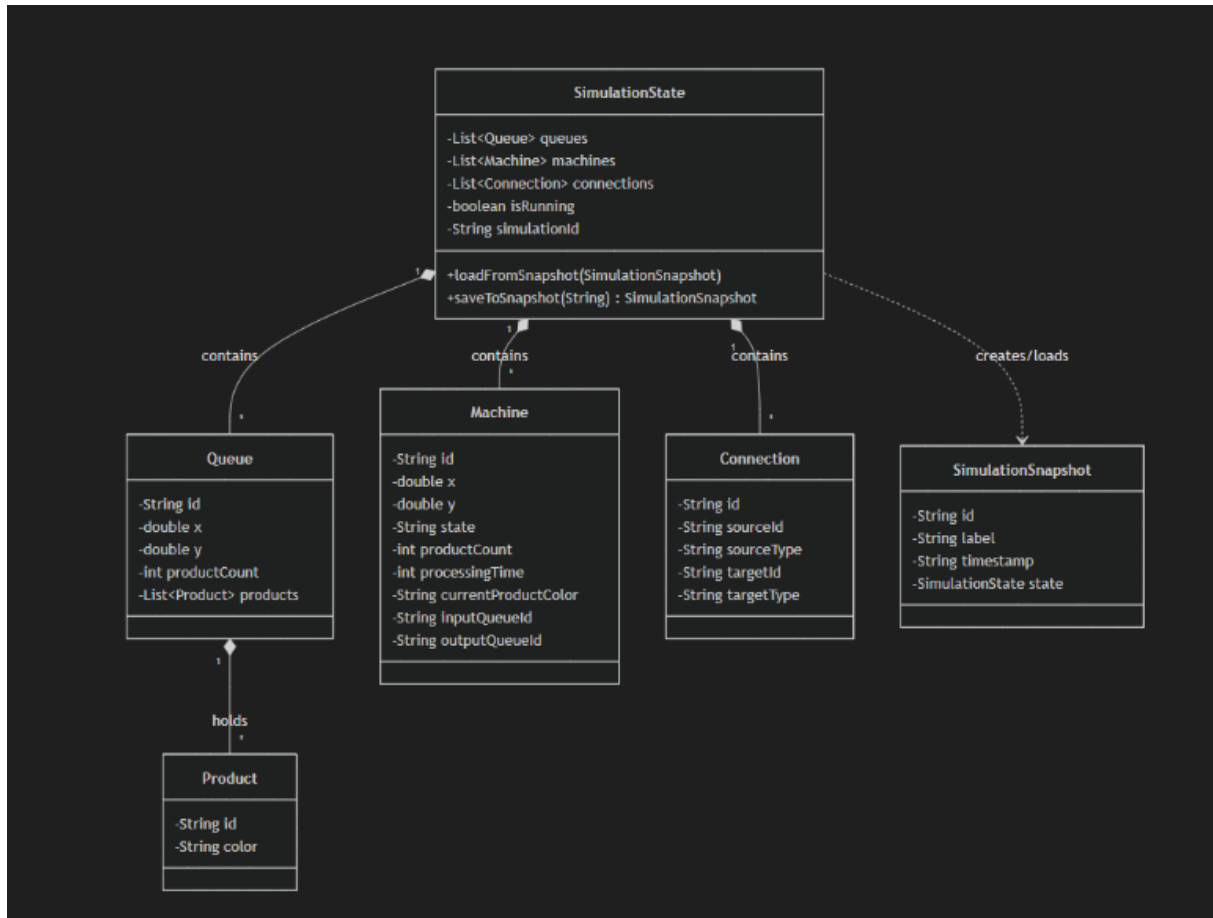 SimulationState
-List<Queue> queues
-List<Machine> machines
-List<Connection> connections
-boolean isRunning
-String simulationId
+loadFromSnapshot(SimulationSnapshot)
+saveToSnapshot(String) : SimulationSnapshot
1
1
1
contains
contains
contains
creates/loads
*
*
*
Queue
-String id
-double x
-double y
-int productCount
-List<Product> products
Machine
-String id
-double x
-double y
-String state
-int productCount
-int processingTime
-String currentProductColor
-String inputQueueId
-String outputQueueId
Connection
-String id
-String sourceId
-String sourceType
-String targetId
-String targetType
SimulationSnapshot
-String id
-String label
-String timestamp
-SimulationState state
1
holds
*
Product
-String id
-String color